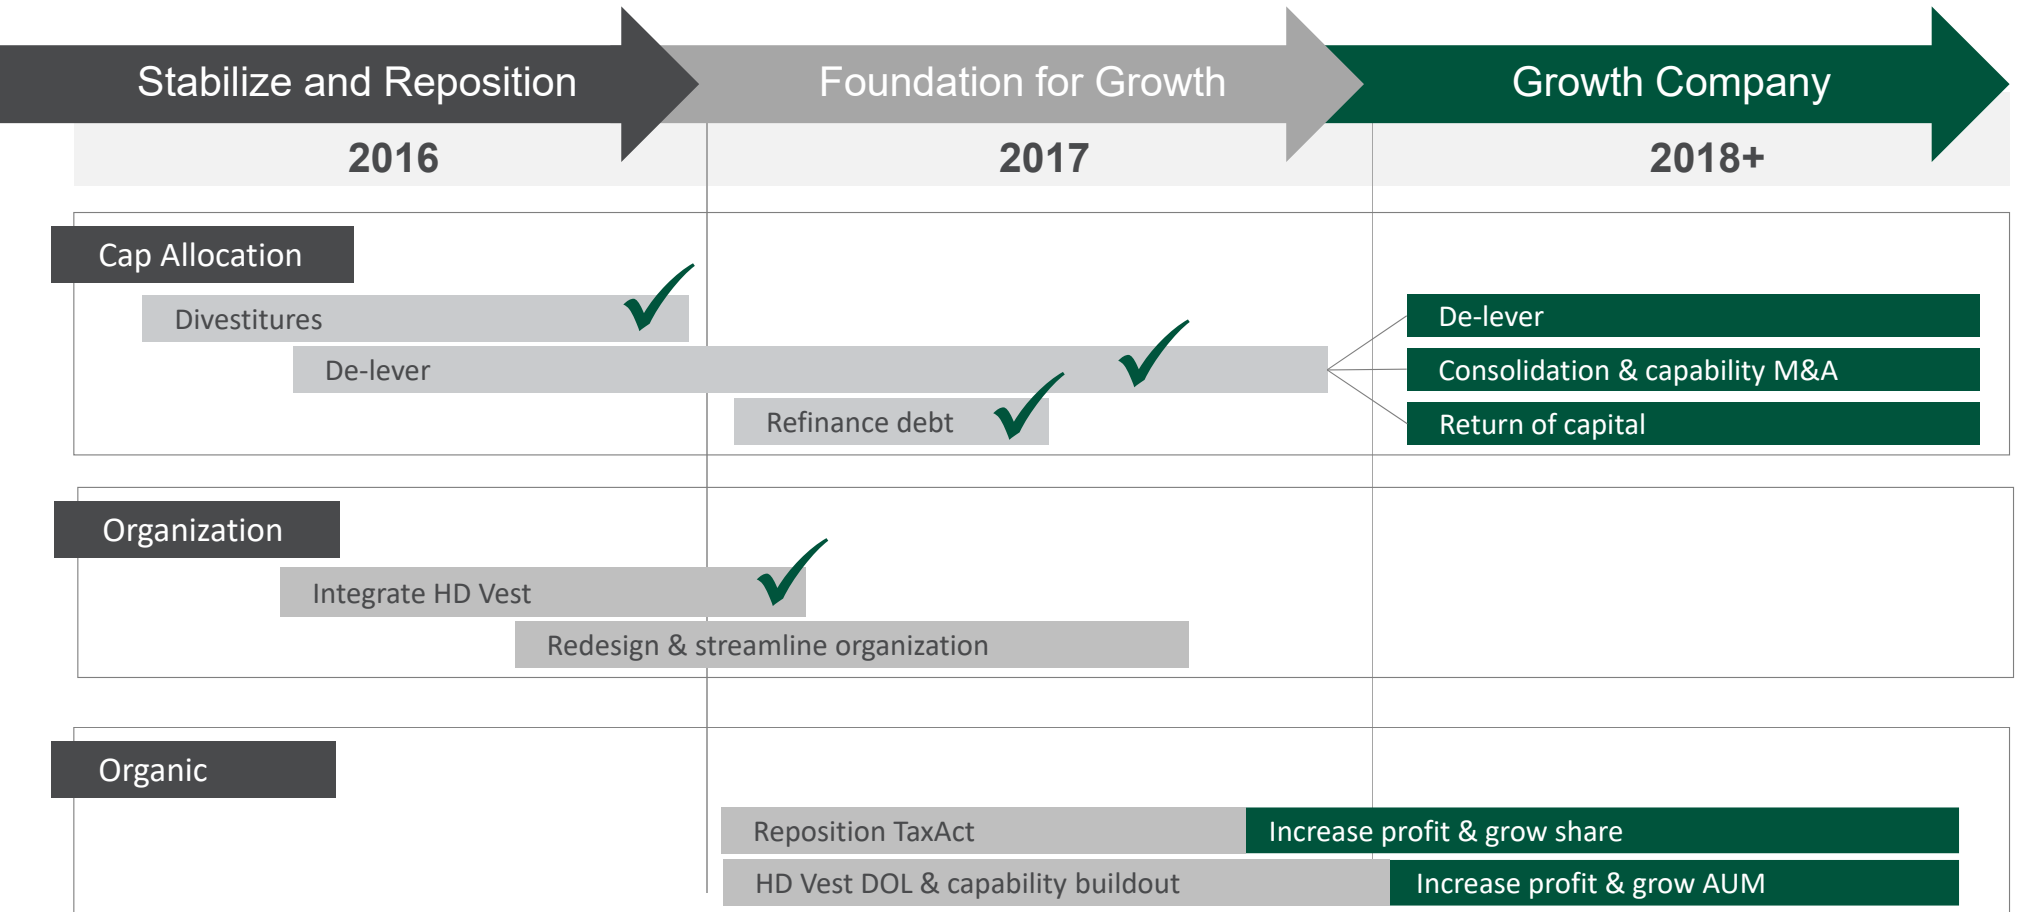 Stabilize and Reposition
Foundation for Growth
Growth Company
2016
2017
2018+
Cap Allocation
Divestitures
De-lever
Refinance debt
De-lever
Consolidation & capability M&A
Return of capital
Organization
Integrate HD Vest
Redesign & streamline organization
Organic
Reposition TaxAct
Increase profit & grow share
HD Vest DOL & capability buildout
Increase profit & grow AUM